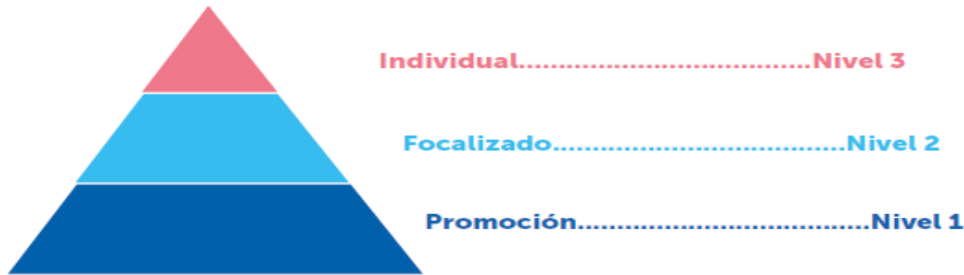 Individual....................................Nivel 3
Focalizado....................................Nivel 2
Promoción....................................Nivel 1